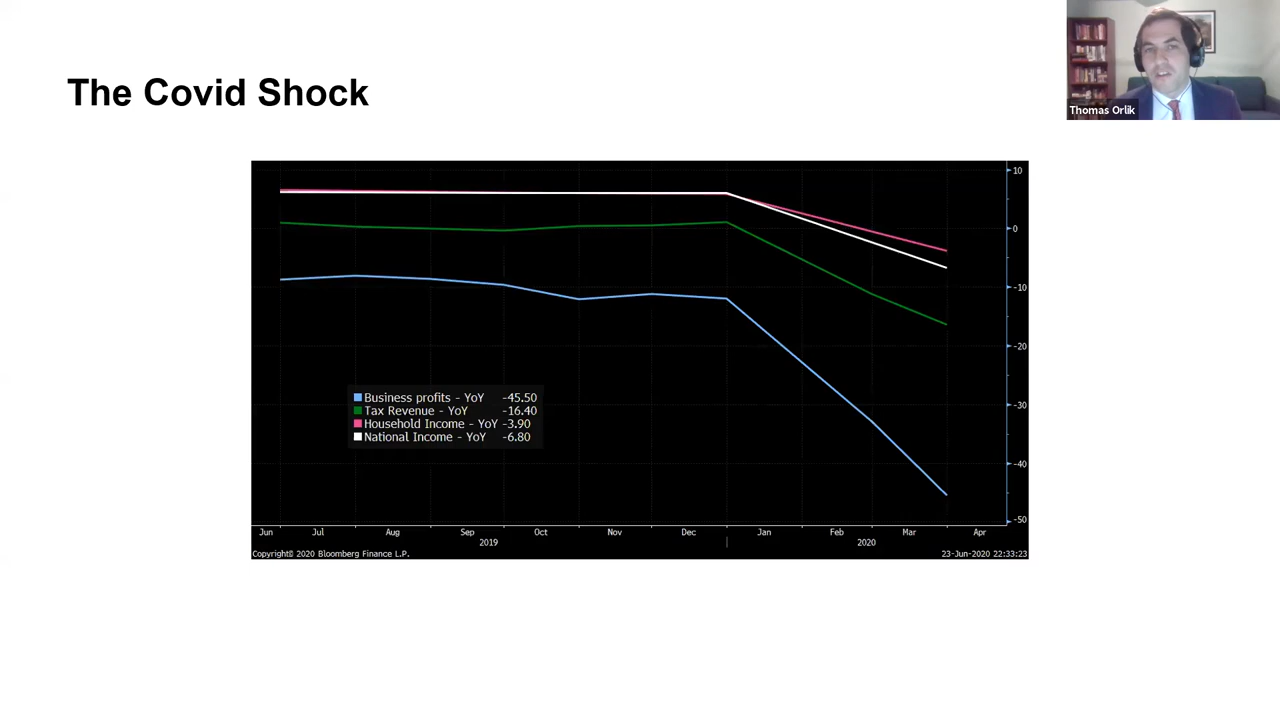 The Covid Shock
Thomas Orlik
10
0
-10
-20
-30
-40
-50
Business profits - YoY -45.50
Tax Revenue - YoY -16.40
Household Income - YoY -3.90
National Income - YoY -6.80
Jun Jul Aug Sep Oct Nov Dec Jan Feb Mar Apr
2019 2020
Copyright© 2020 Bloomberg Finance L.P. 23-Jun-2020 22:33:23